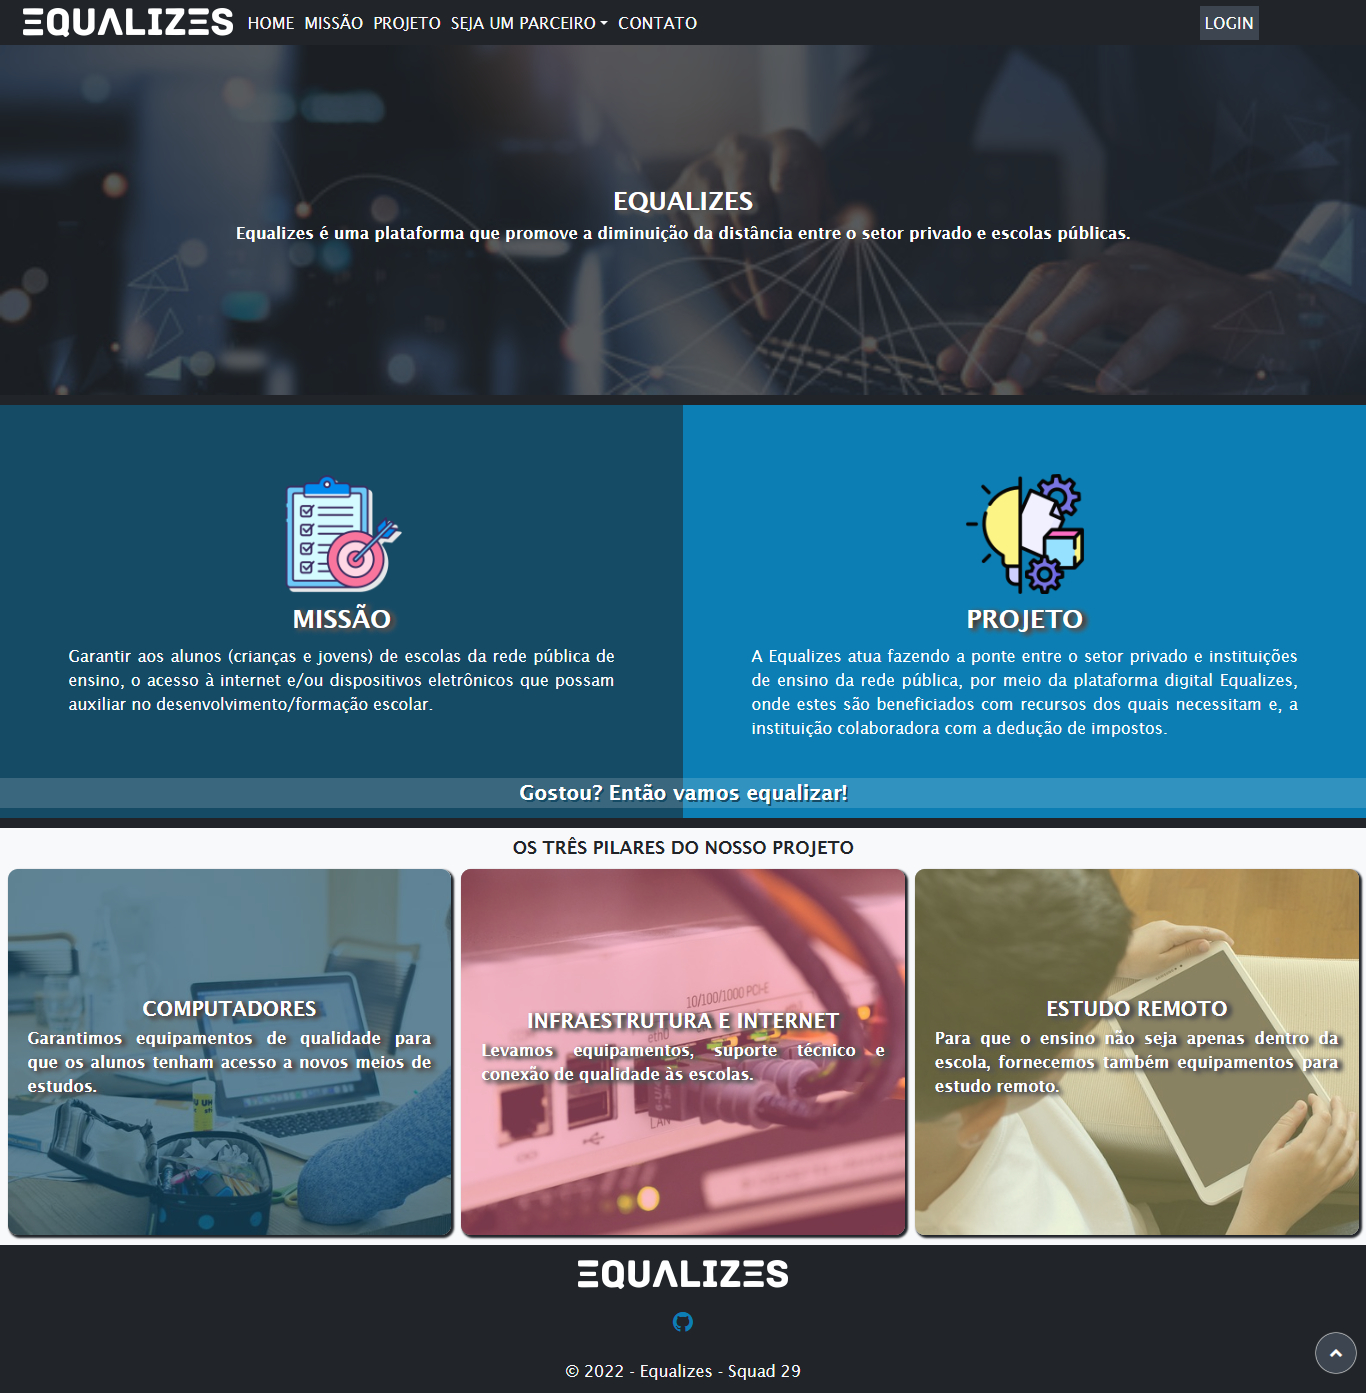 EQUALIZES HOME MISSÃO PROJETO SEJA UM PARCEIRO CONTATO LOGIN
EQUALIZES
Equalizes é uma plataforma que promove a diminuição da distância entre o setor privado e escolas públicas.
MISSÃO
Garantir aos alunos (crianças e jovens) de escolas da rede pública de
ensino, o acesso à internet e/ou dispositivos eletrônicos que possam
auxiliar no desenvolvimento/formação escolar.
PROJETO
A Equalizes atua fazendo a ponte entre o setor privado e instituições
de ensino da rede pública, por meio da plataforma digital Equalizes,
onde estes são beneficiados com recursos dos quais necessitam e, a
instituição colaboradora com a dedução de impostos.
Gostou? Então vamos equalizar!
OS TRÊS PILARES DO NOSSO PROJETO
COMPUTADORES
Garantimos equipamentos de qualidade para
que os alunos tenham acesso a novos meios de
estudos.
10/100/1000 PCI-E
INFRAESTRUTURA E INTERNET
Levamos equipamentos, suporte técnico e
conexão de qualidade às escolas.
LAN
ESTUDO REMOTO
Para que o ensino não seja apenas dentro da
escola, fornecemos também equipamentos para
estudo remoto.
EQUALIZES
© 2022 - Equalizes - Squad 29